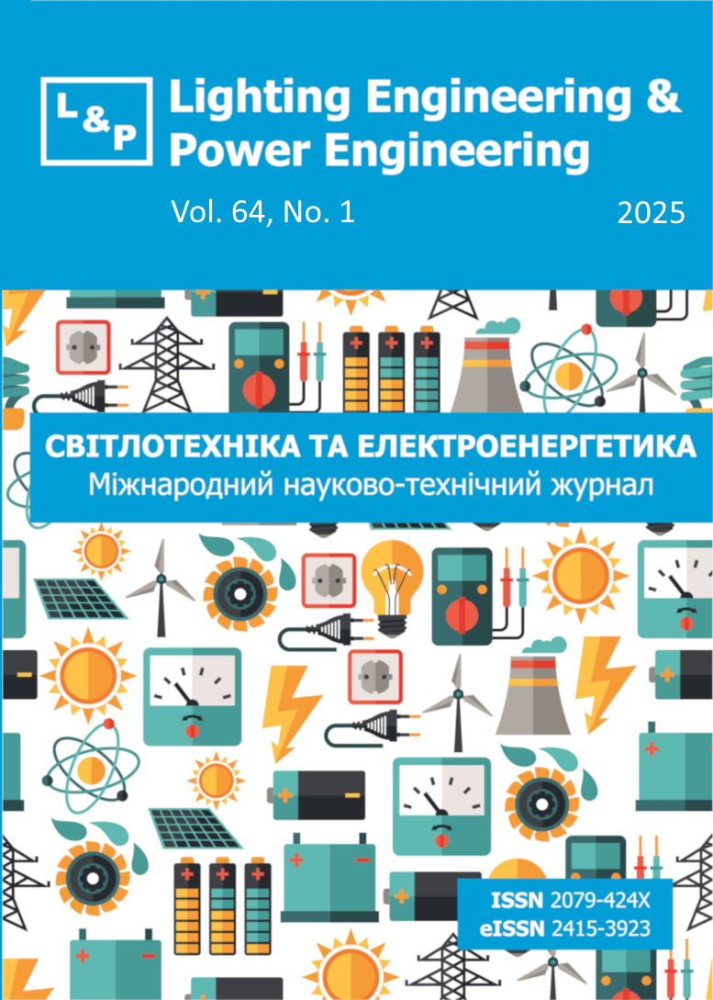 L
&
P
Lighting Engineering &
Power Engineering
Vol. 64, No. 1
2025
СВІТЛОТЕХНІКА ТА ЕЛЕКТРОЕНЕРГЕТИКА
Міжнародний науково-технічний журнал
ISSN 2079-424X
eISSN 2415-3923